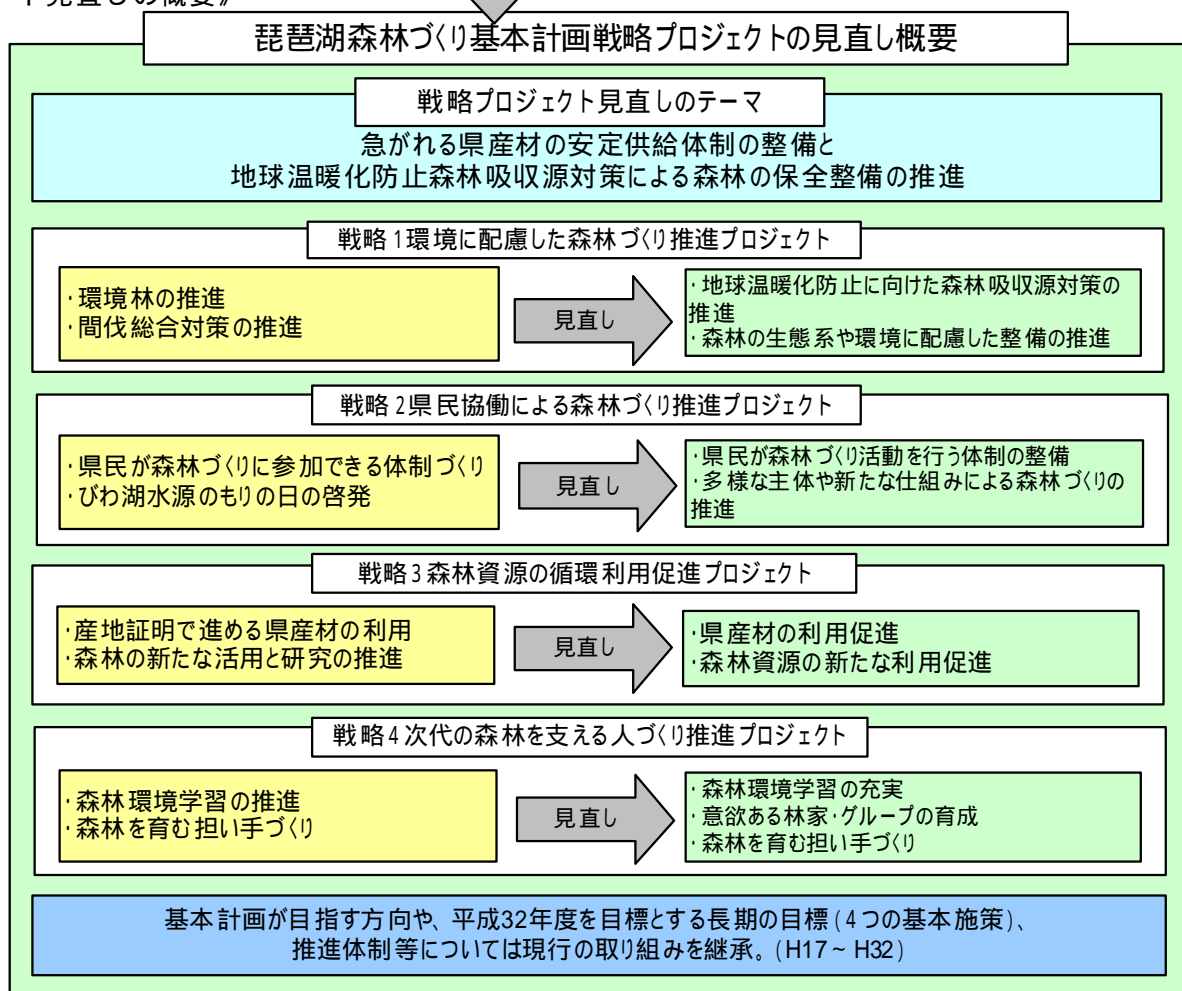 見直しの概要》
琵琶湖森林づくり基本計画戦略プロジェクトの見直し概要
戦略プロジェクト見直しのテーマ
急がれる県産材の安定供給体制の整備と
地球温暖化防止森林吸収源対策による森林の保全整備の推進
戦略1環境に配慮した森林づくり推進プロジェクト
・環境林の推進
・間伐総合対策の推進
見直し
・地球温暖化防止に向けた森林吸収源対策の
推進
・森林の生態系や環境に配慮した整備の推進
戦略2県民協働による森林づくり推進プロジェクト
・県民が森林づくりに参加できる体制づくり
・びわ湖水源のもりの日の啓発
見直し
・県民が森林づくり活動を行う体制の整備
・多様な主体や新たな仕組みによる森林づくりの
推進
戦略3森林資源の循環利用促進プロジェクト
・産地証明で進める県産材の利用
・森林の新たな活用と研究の推進
見直し
・県産材の利用促進
・森林資源の新たな利用促進
戦略4次代の森林を支える人づくり推進プロジェクト
・森林環境学習の推進
・森林を育む担い手づくり
見直し
・森林環境学習の充実
・意欲ある林家・グループの育成
・森林を育む担い手づくり
基本計画が目指す方向や、平成32年度を目標とする長期の目標(4つの基本施策)、
推進体制等については現行の取り組みを継承。(H17~H32)